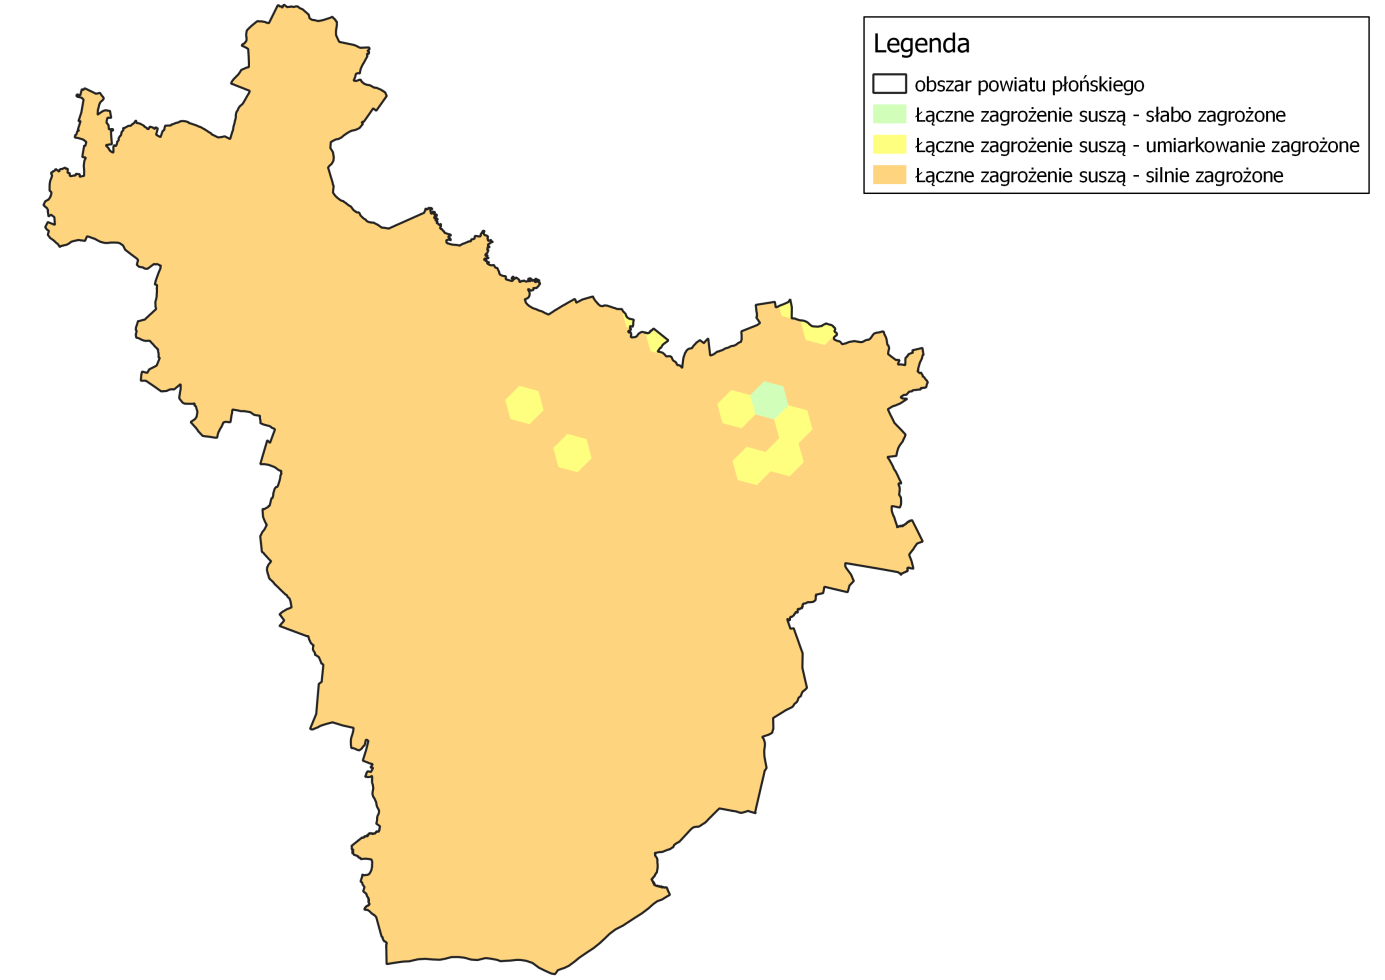 Legenda
obszar powiatu płońskiego
Łączne zagrożenie suszą - słabo zagrożone
Łączne zagrożenie suszą - umiarkowanie zagrożone
Łączne zagrożenie suszą - silnie zagrożone